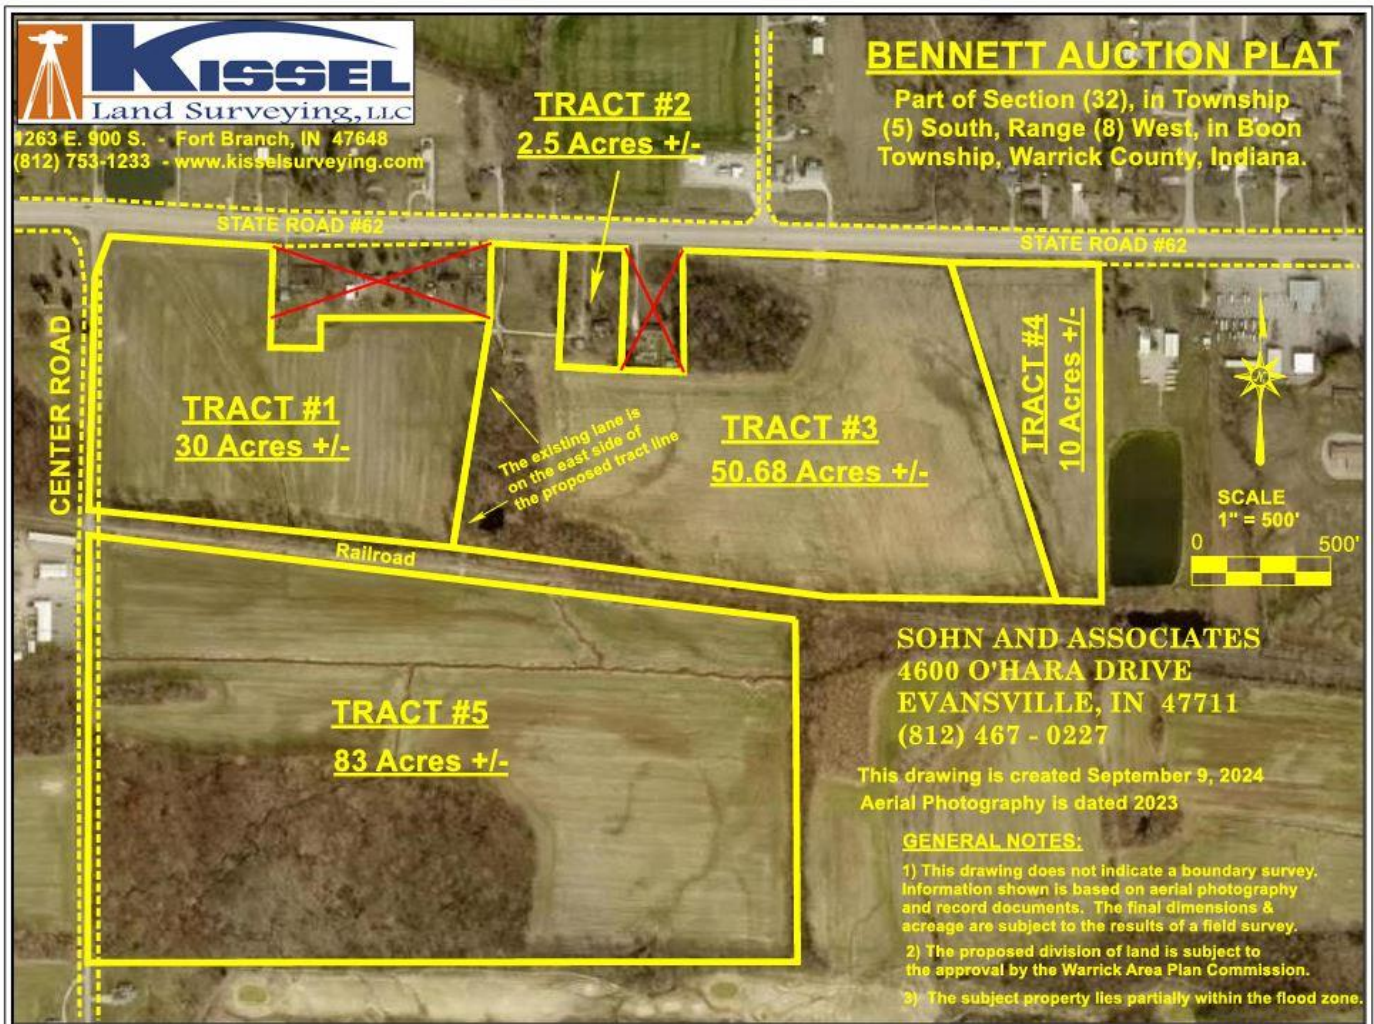 KISSEL
Land Surveying, LLC
1263 E. 900 S. - Fort Branch, IN 47648
(812) 753-1233 - www.kisselsurveying.com
BENNETT AUCTION PLAT
Part of Section (32), in Township
(5) South, Range (8) West, in Boon
Township, Warrick County, Indiana.
TRACT #2
2.5 Acres +/-
STATE ROAD #62
STATE ROAD #62
CENTER ROAD
TRACT #1
30 Acres +/-
The existing lane is
on the east side of
the proposed tract line
TRACT #3
50.68 Acres +/-
TRACT #4
10 Acres +/-
N
SCALE
1" = 500'
0 500'
Railroad
TRACT #5
83 Acres +/-
SOHN AND ASSOCIATES
4600 O'HARA DRIVE
EVANSVILLE, IN 47711
(812) 467 - 0227
This drawing is created September 9, 2024
Aerial Photography is dated 2023
GENERAL NOTES:
1) This drawing does not indicate a boundary survey.
Information shown is based on aerial photography
and record documents. The final dimensions &
acreage are subject to the results of a field survey.
2) The proposed division of land is subject to
the approval by the Warrick Area Plan Commission.
3) The subject property lies partially within the flood zone.